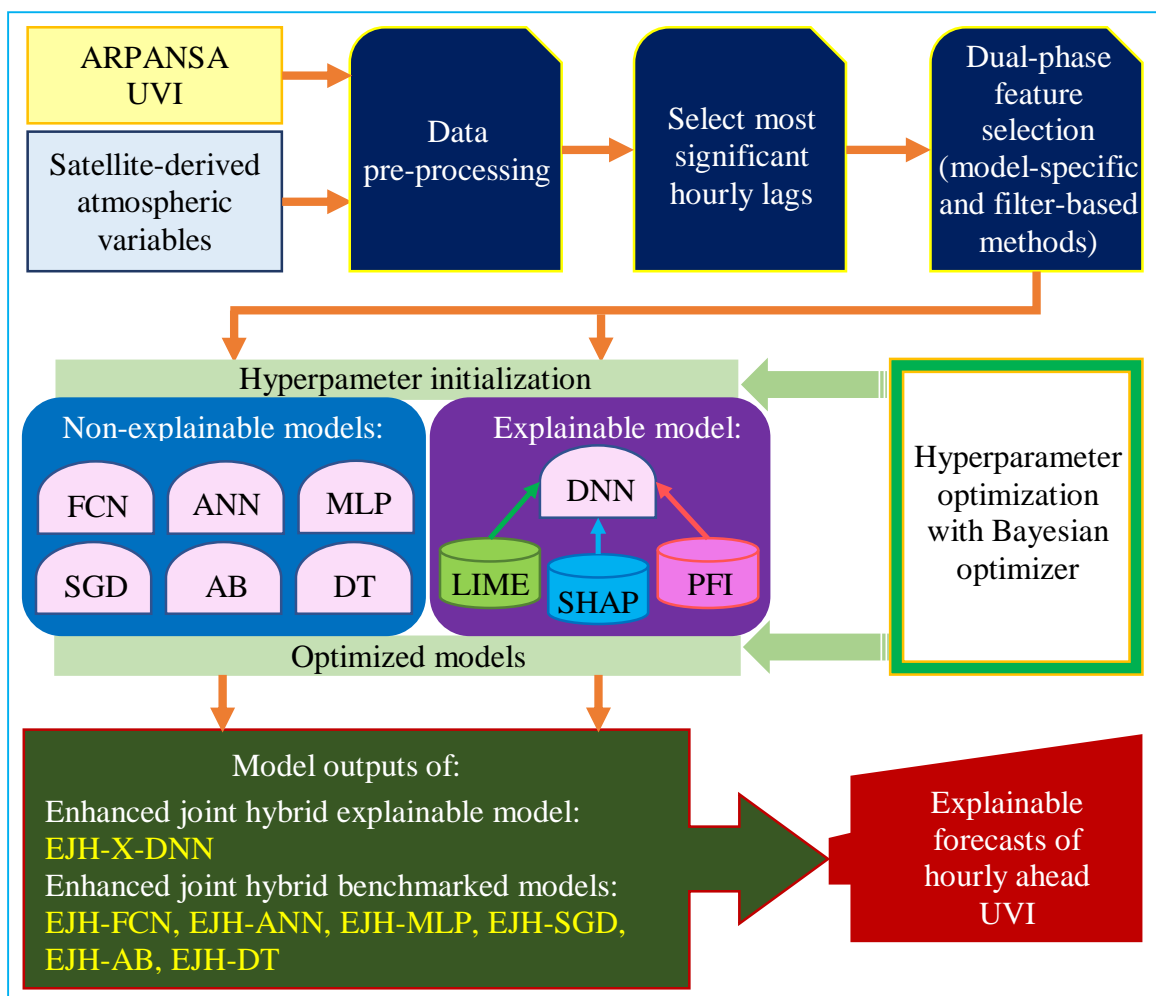 ARPANSA
UVI
Satellite-derived
atmospheric
variables
Data
pre-processing
Select most
significant
hourly lags
Dual-phase
feature
selection
(model-specific
and filter-based
methods)
Hyperpameter initialization
Non-explainable models:
FCN
ANN
MLP
SGD
AB
DT
Explainable model:
DNN
LIME
SHAP
PFI
Hyperparameter
optimization
with Bayesian
optimizer
Optimized models
Model outputs of:
Enhanced joint hybrid explainable model:
EJH-X-DNN
Enhanced joint hybrid benchmarked models:
EJH-FCN, EJH-ANN, EJH-MLP, EJH-SGD,
EJH-AB, EJH-DT
Explainable
forecasts of
hourly ahead
UVI